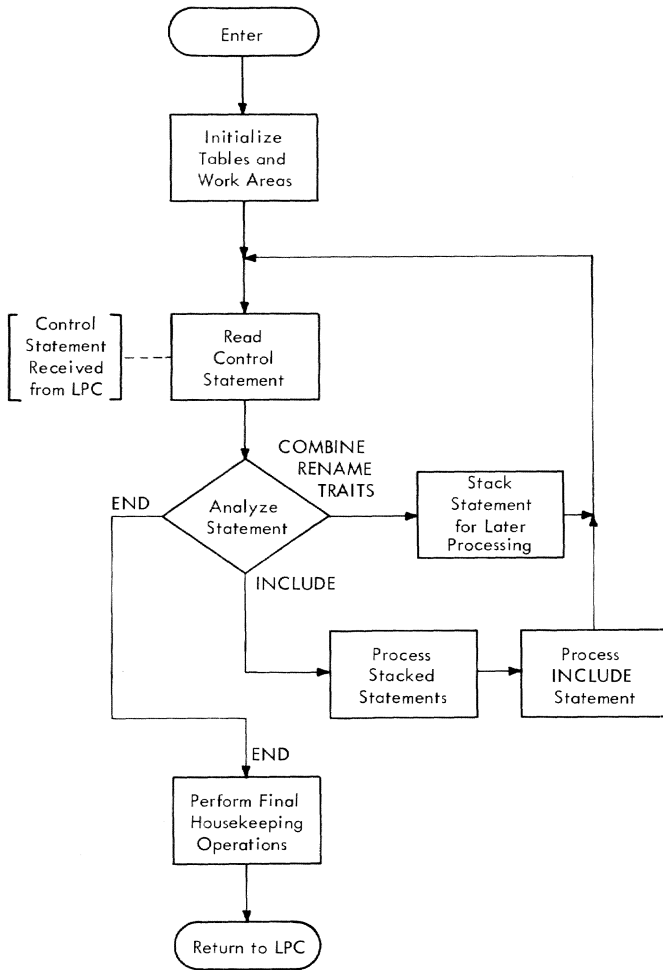 Enter
Initialize
Tables and
Work Areas
Control
Statement
Received
from LPC
Read
Control
Statement
COMBINE
RENAME
TRAITS
END
Analyze
Statement
Stack
Statement
for Later
Processing
INCLUDE
Process
Stacked
Statements
Process
INCLUDE
Statement
END
Perform Final
Housekeeping
Operations
Return to LPC